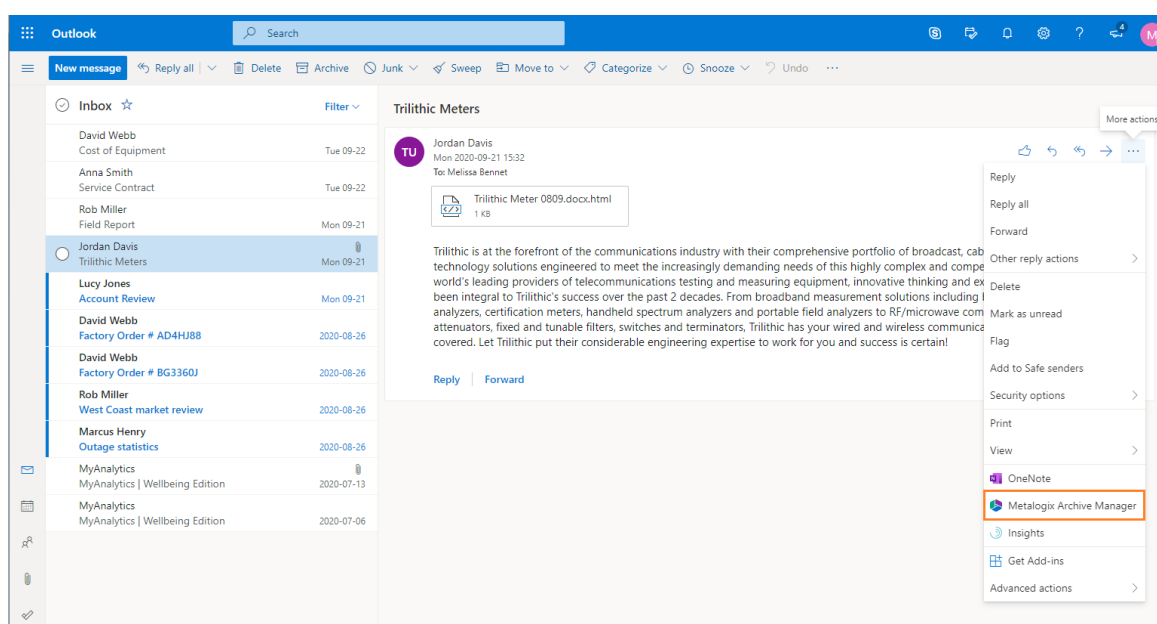 Outlook
Search
4
M
New message
Reply all
Delete
Archive
Junk
Sweep
Move to
Categorize
Snooze
Undo
Inbox
Filter
David Webb
Cost of Equipment Tue 09-22
Anna Smith
Service Contract Tue 09-22
Rob Miller
Field Report Mon 09-21
Jordan Davis
Trilithic Meters Mon 09-21
Lucy Jones
Account Review Mon 09-21
David Webb
Factory Order # AD4HJ88 2020-08-26
David Webb
Factory Order # BG3360J 2020-08-26
Rob Miller
West Coast market review 2020-08-26
Marcus Henry
Outage statistics 2020-08-26
MyAnalytics
MyAnalytics | Wellbeing Edition 2020-07-13
MyAnalytics
MyAnalytics | Wellbeing Edition 2020-07-06
Trilithic Meters
More actions
TU
Jordan Davis
Mon 2020-09-21 15:32
To: Melissa Bennet
Trilithic Meter 0809.docx.html
1 KB
Trilithic is at the forefront of the communications industry with their comprehensive portfolio of broadcast, cab
technology solutions engineered to meet the increasingly demanding needs of this highly complex and compe
world's leading providers of telecommunications testing and measuring equipment, innovative thinking and ex
been integral to Trilithic's success over the past 2 decades. From broadband measurement solutions including
analyzers, certification meters, handheld spectrum analyzers and portable field analyzers to RF/microwave com
attenuators, fixed and tunable filters, switches and terminators, Trilithic has your wired and wireless communica
covered. Let Trilithic put their considerable engineering expertise to work for you and success is certain!
Reply
Forward
Reply
Reply all
Forward
Other reply actions
Delete
Mark as unread
Flag
Add to Safe senders
Security options
Print
View
OneNote
Metalogix Archive Manager
Insights
Get Add-ins
Advanced actions